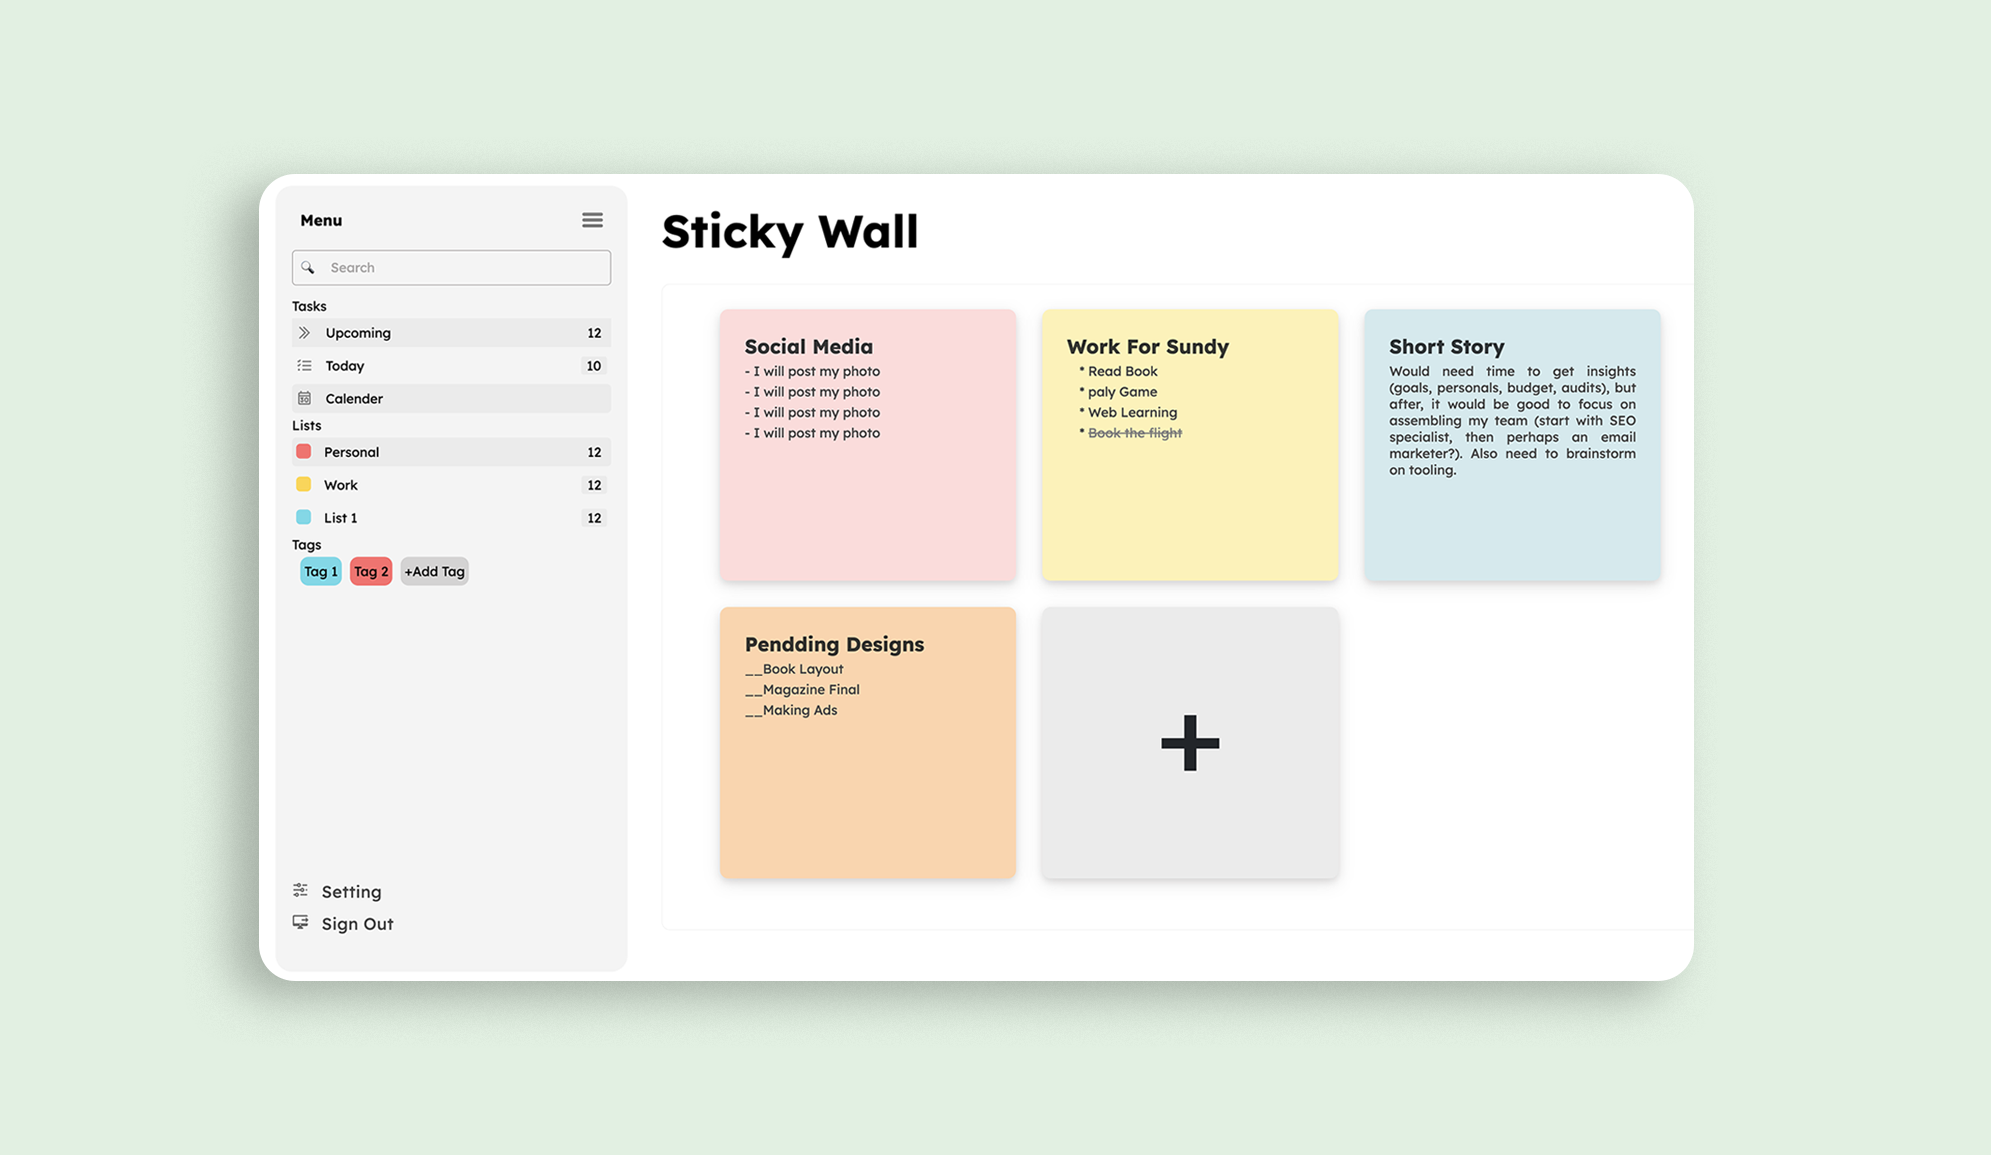 Menu
Search
Tasks
Upcoming 12
Today 10
Calender
Lists
Personal 12
Work 12
List 1 12
Tags
Tag 1 Tag 2 +Add Tag
Setting
Sign Out
Sticky Wall
Social Media
- I will post my photo
- I will post my photo
- I will post my photo
- I will post my photo
Work For Sundy
* Read Book
* paly Game
* Web Learning
* Book the flight
Short Story
Would need time to get insights
(goals, personals, budget, audits), but
after, it would be good to focus on
assembling my team (start with SEO
specialist, then perhaps an email
marketer?). Also need to brainstorm
on tooling.
Pendding Designs
__Book Layout
__Magazine Final
__Making Ads
+